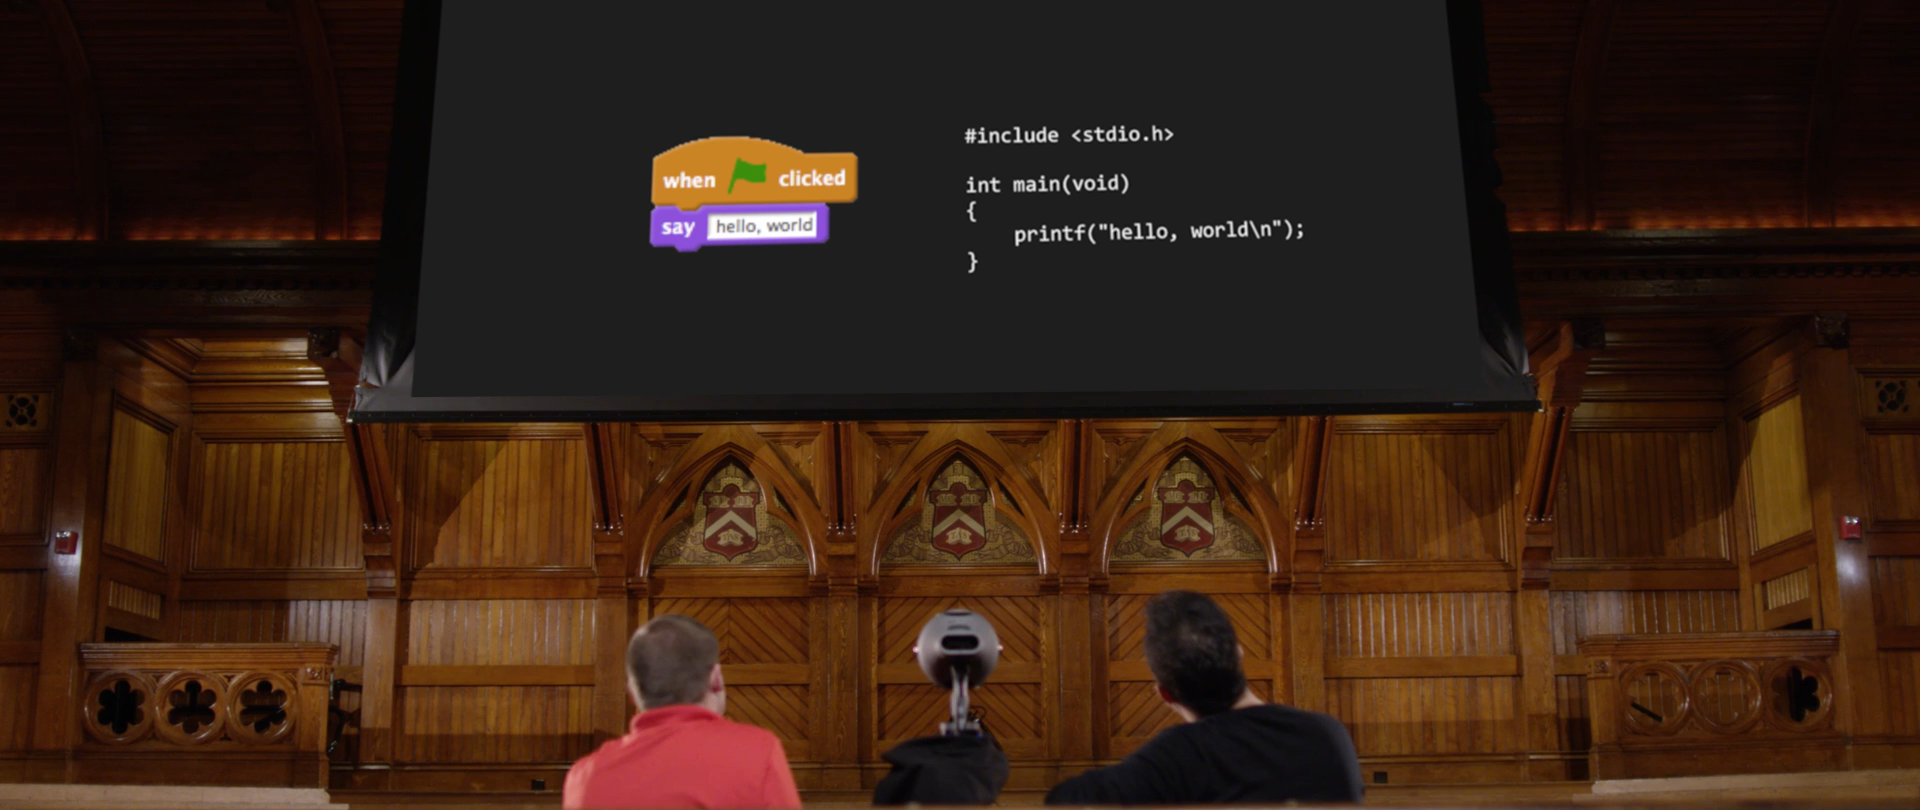 when clicked
say hello, world
#include <stdio.h>
int main(void)
{
    printf("hello, world\n");
}